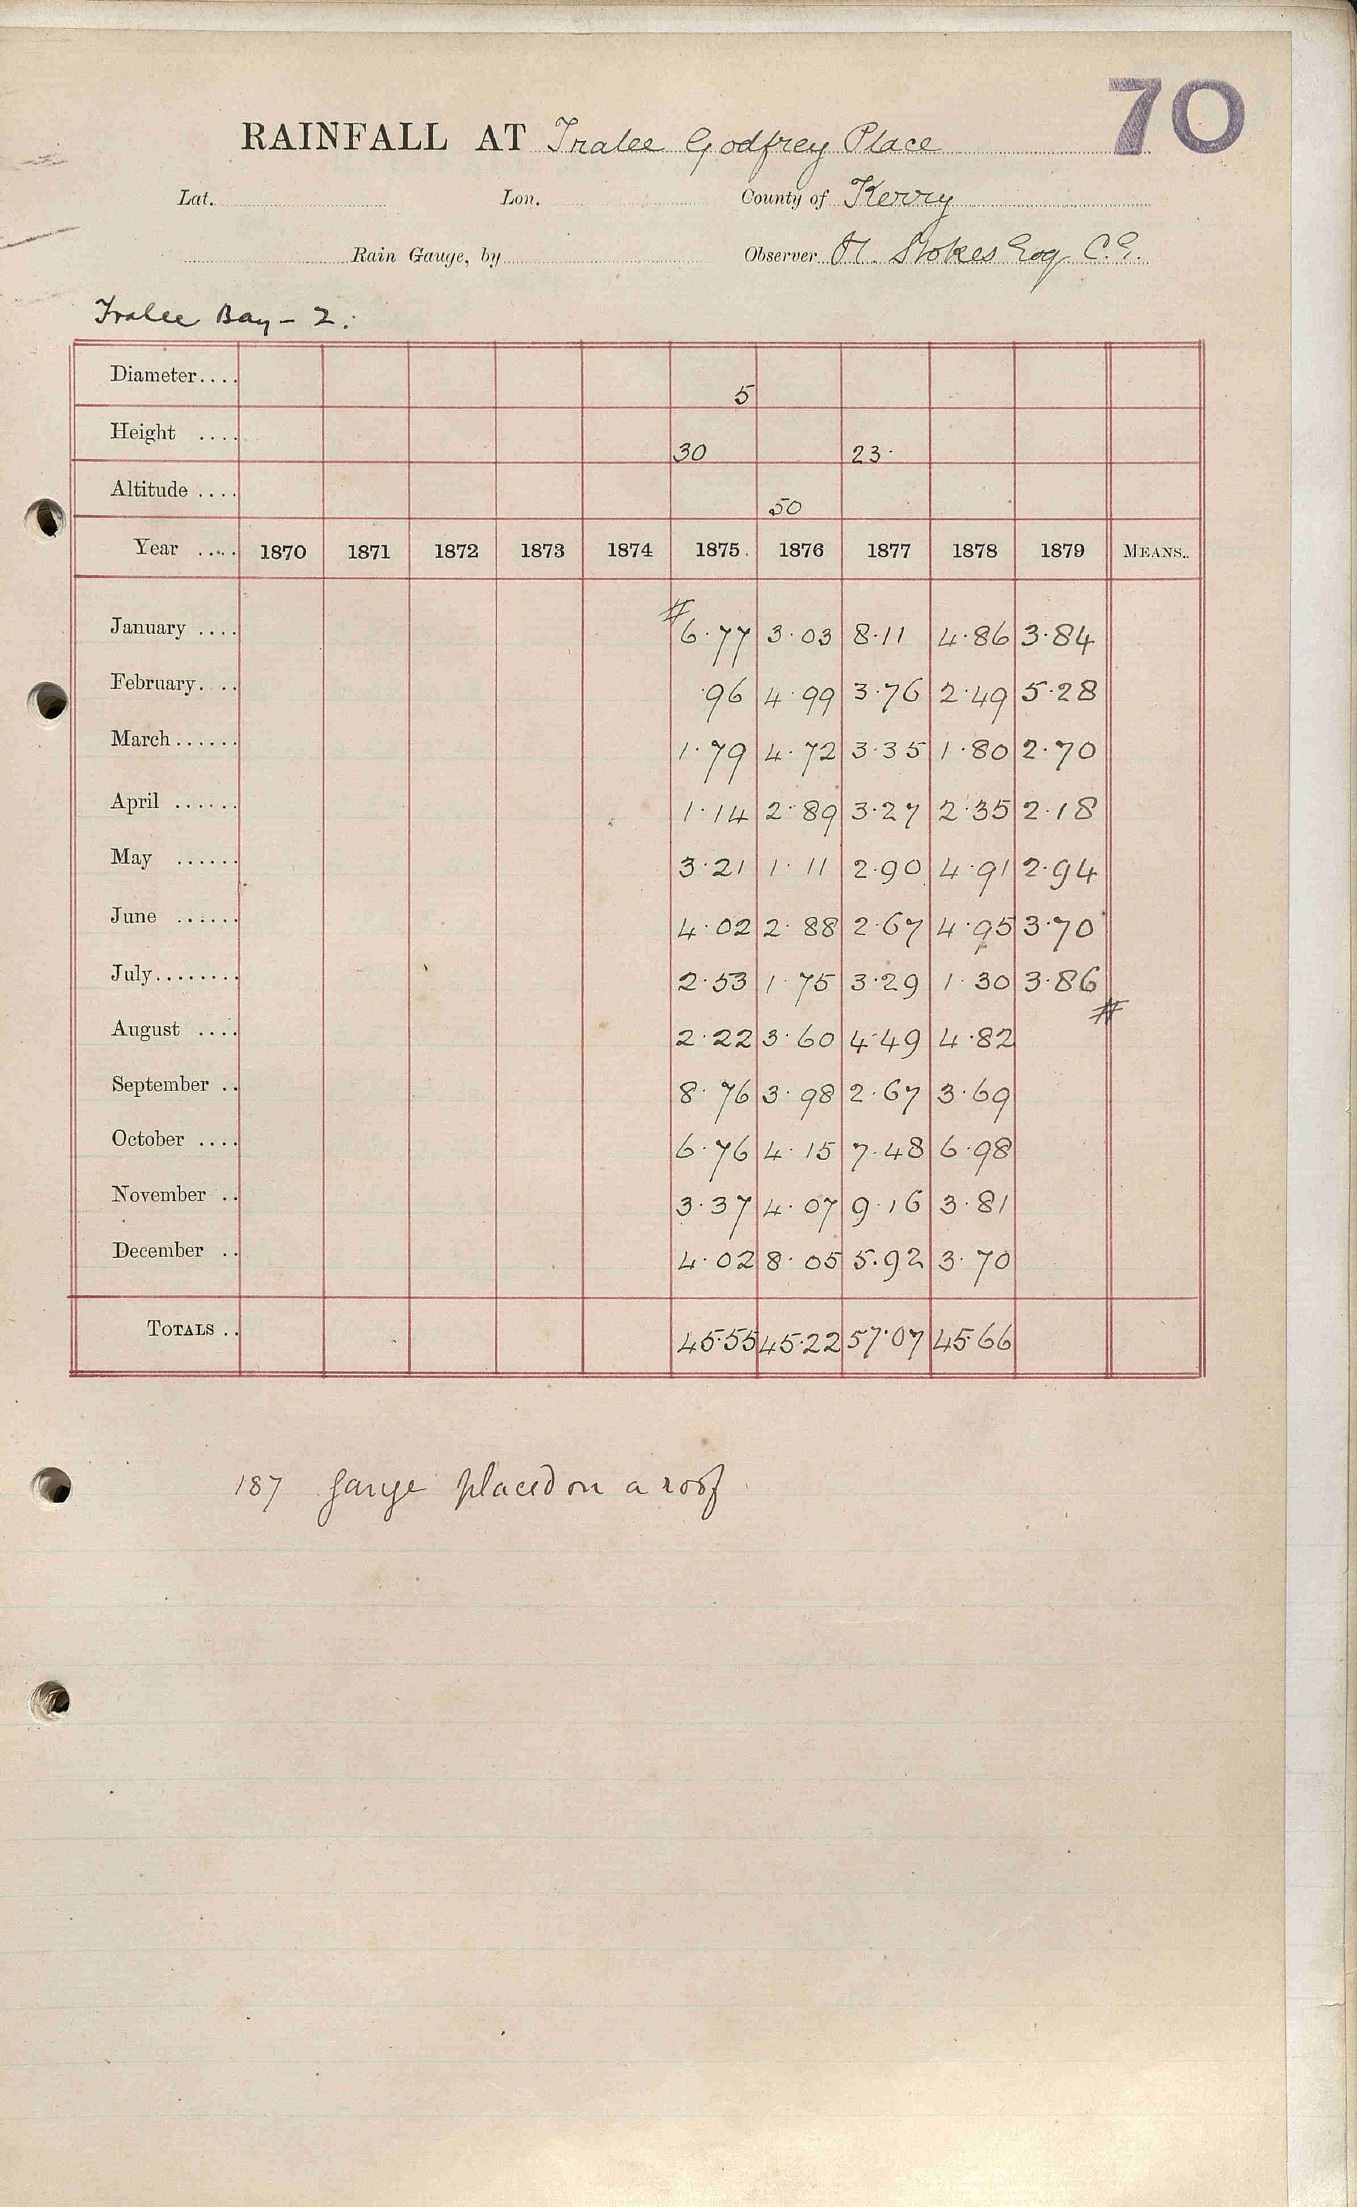 70
RAINFALL AT Tralee Godfrey Place
Lat. Lon. County of Kerry
Rain Gauge, by Observer H. Stokes Esq C.E.
Tralee Bay - 2.
Diameter.... 5
Height .... 30 23.
Altitude .... 50
Year .... 1870 1871 1872 1873 1874 1875. 1876 1877 1878 1879 MEANS..
#
January .... 6.77 3.03 8.11 4.86 3.84
February.... .96 4.99 3.76 2.49 5.28
March...... 1.79 4.72 3.35 1.80 2.70
April ...... 1.14 2.89 3.27 2.35 2.18
May ...... 3.21 1.11 2.90 4.91 2.94
June ...... 4.02 2.88 2.67 4.95 3.70
July........ 2.53 1.75 3.29 1.30 3.86
#
August .... 2.22 3.60 4.49 4.82
September .. 8.76 3.98 2.67 3.69
October .... 6.76 4.15 7.48 6.98
November .. 3.37 4.07 9.16 3.81
December .. 4.02 8.05 5.92 3.70
TOTALS .. 45.55 45.22 57.07 45.66
187 gauge placed on a roof